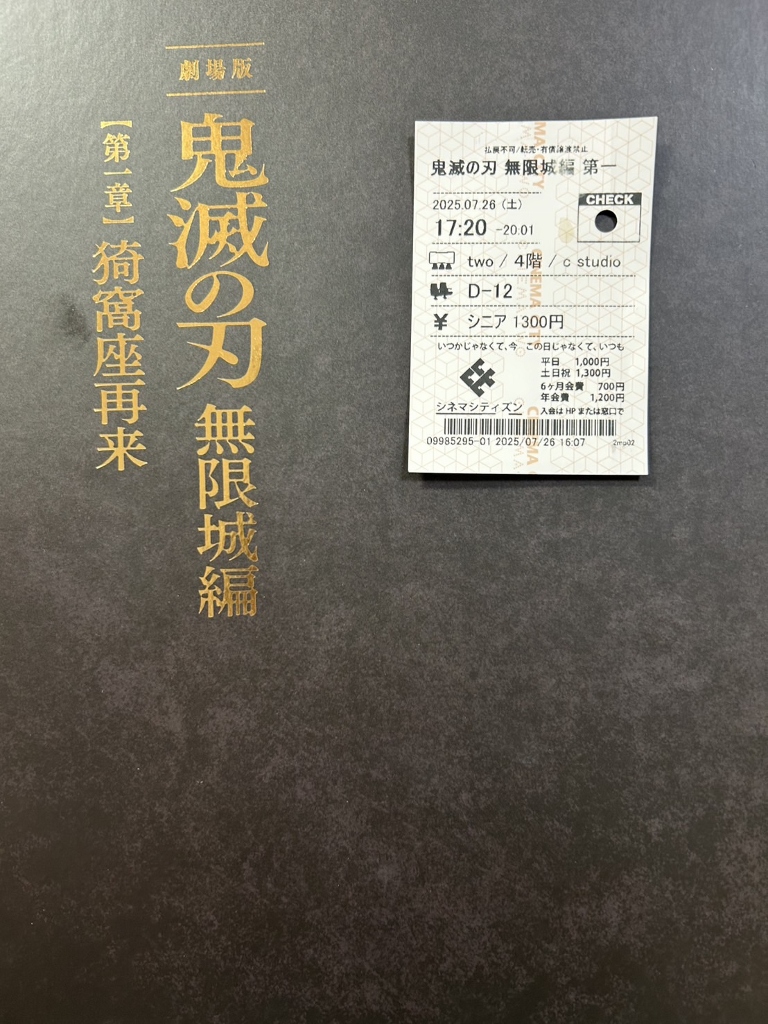 劇場版
鬼滅の刃 無限城編
【第一章】猗窩座再来
払戻不可/転売・有償譲渡禁止
鬼滅の刃 無限城編 第一
2025.07.26（土）
17:20 -20:01
CHECK
two / 4階 / c studio
D-12
¥ シニア 1300円
いつかじゃなくて、今 この日じゃなくて、いつも
平日 1,000円
土日祝 1,300円
6ヶ月会費 700円
年会費 1,200円
シネマシティズン 入会は HP または窓口で
09985295-01 2025/07/26 16:07 2mp02